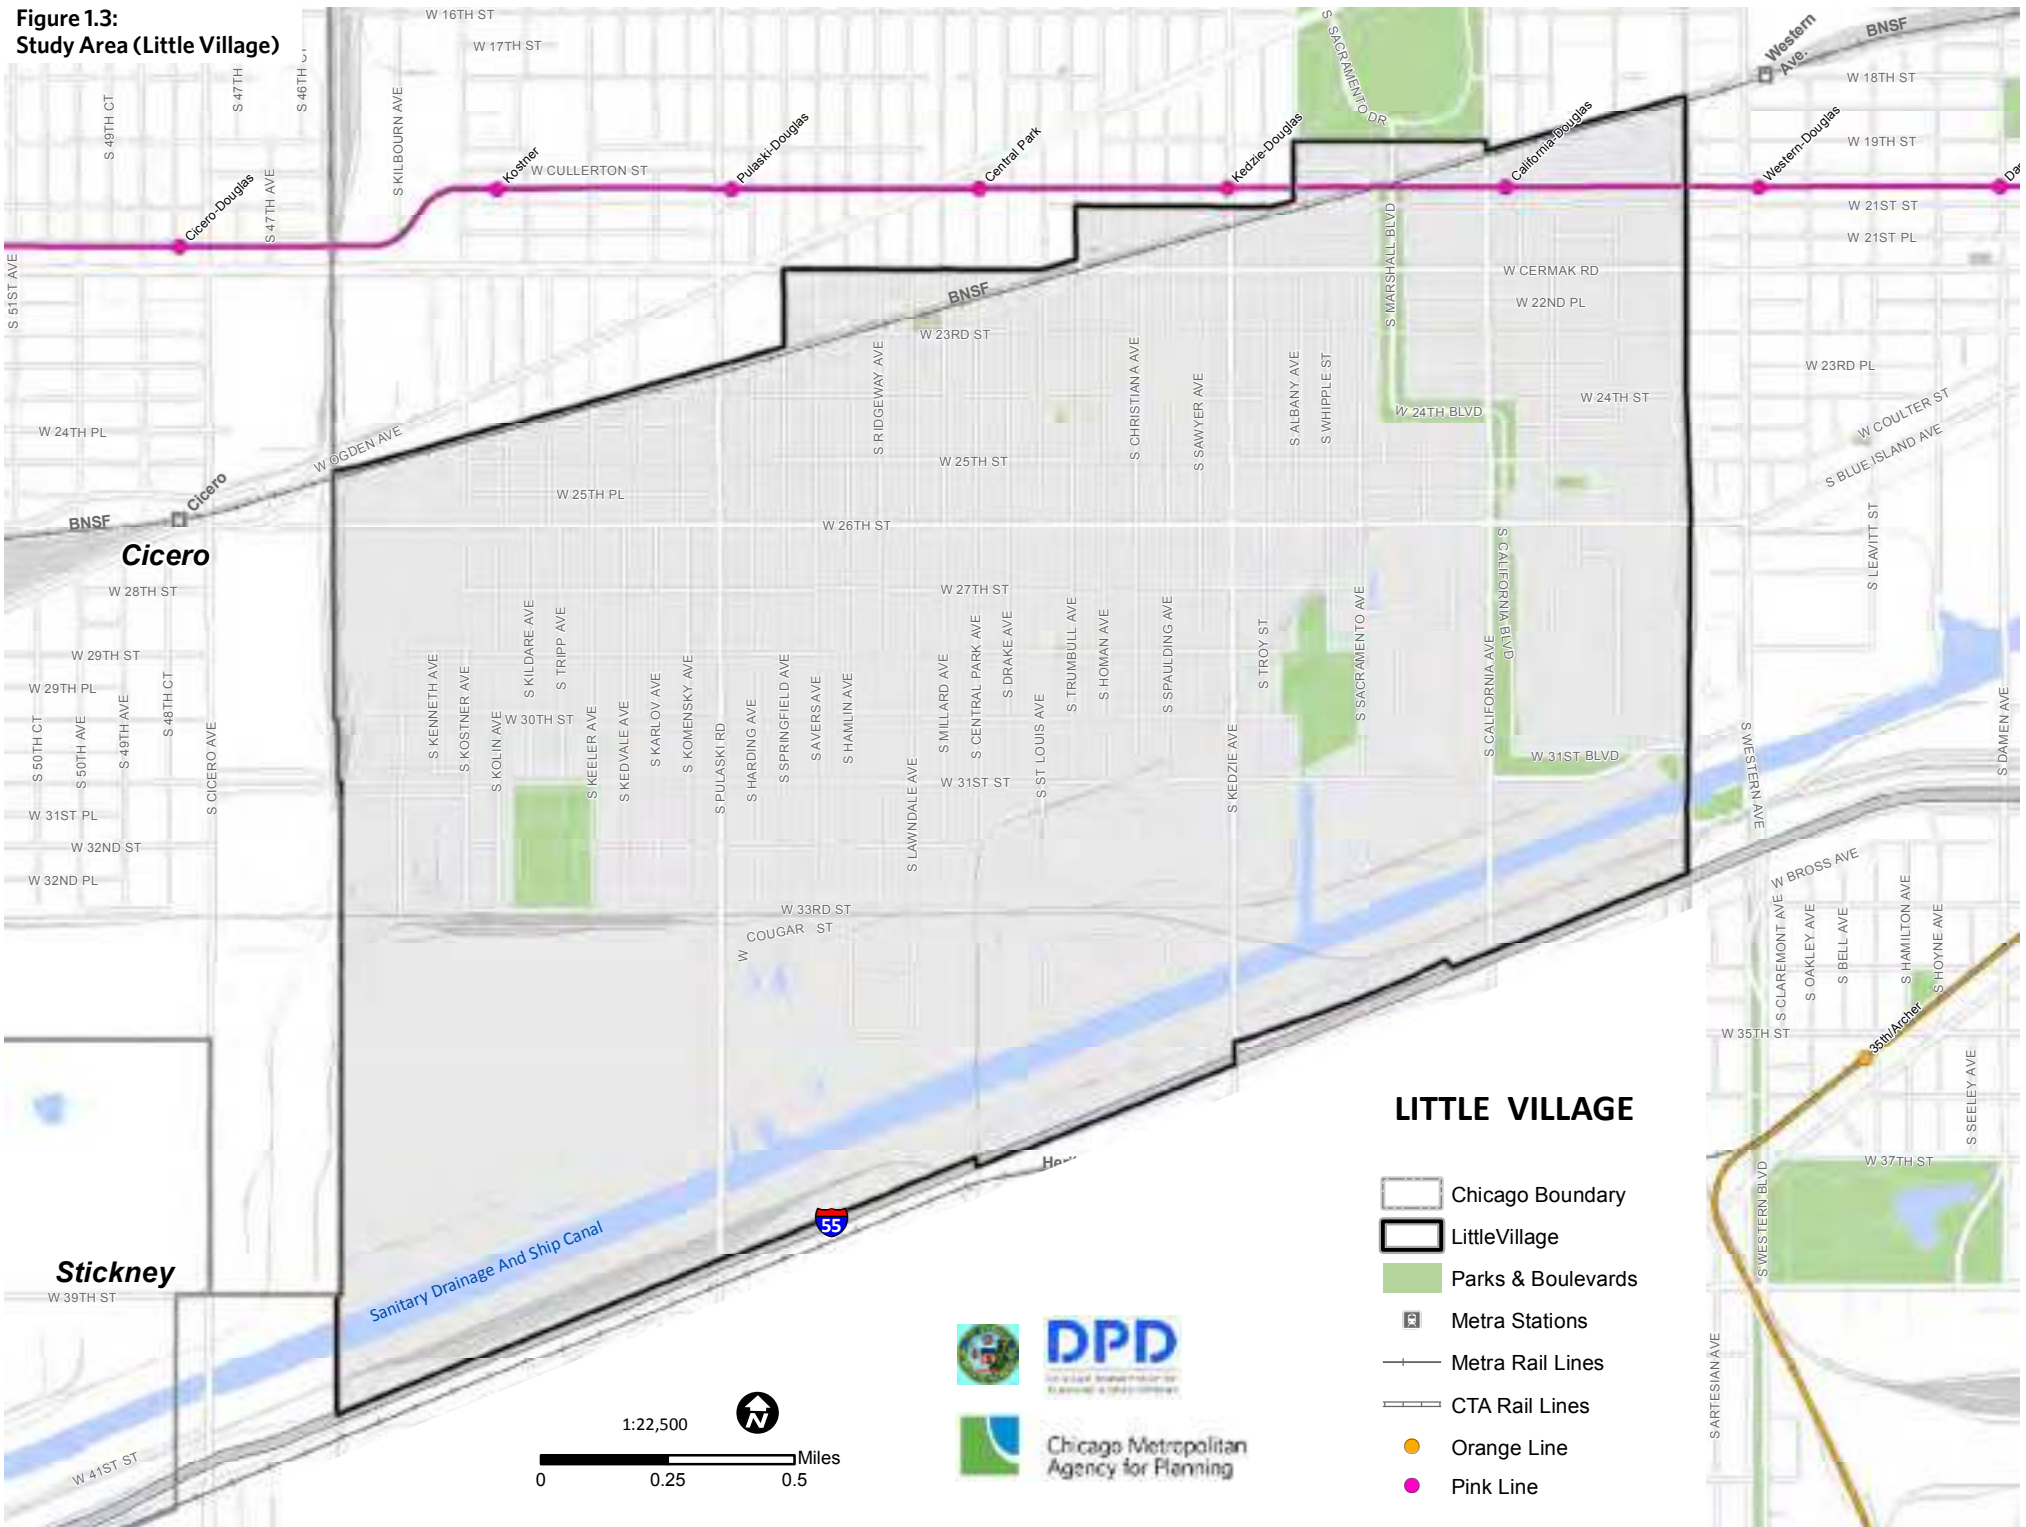 Figure 1.3:
Study Area (Little Village)
W 16TH ST
W 17TH ST
S 49TH CT
S 47TH
S 46TH
S KILBOURN AVE
S SACRAMENTO DR
Western Ave.
BNSF
W 18TH ST
W 19TH ST
Cicero-Douglas
S 47TH AVE
Kostner
W CULLERTON ST
Pulaski-Douglas
Central Park
Kedzie-Douglas
California-Douglas
Western-Douglas
W 21ST ST
W 21ST PL
S 51ST AVE
S MARSHALL BLVD
W CERMAK RD
W 22ND PL
BNSF
W 23RD ST
S RIDGEWAY AVE
S CHRISTIANA AVE
S SAWYER AVE
S ALBANY AVE
S WHIPPLE ST
W 23RD PL
W 24TH BLVD
W 24TH ST
W COULTER ST
S BLUE ISLAND AVE
W 24TH PL
W OGDEN AVE
W 25TH ST
W 25TH PL
Cicero
BNSF
Cicero
W 26TH ST
S CALIFORNIA BLVD
S LEAVITT ST
W 28TH ST
W 27TH ST
W 29TH ST
W 29TH PL
S 50TH CT
S 50TH AVE
S 49TH AVE
S 48TH CT
S CICERO AVE
S KENNETH AVE
S KOSTNER AVE
S KOLIN AVE
S KILDARE AVE
S TRIPP AVE
W 30TH ST
S KEELER AVE
S KEDVALE AVE
S KARLOV AVE
S KOMENSKY AVE
S PULASKI RD
S HARDING AVE
S SPRINGFIELD AVE
S AVERS AVE
S HAMLIN AVE
S LAWNDALE AVE
S MILLARD AVE
S CENTRAL PARK AVE
S DRAKE AVE
S ST LOUIS AVE
S TRUMBULL AVE
S HOMAN AVE
S SPAULDING AVE
S KEDZIE AVE
S TROY ST
S SACRAMENTO AVE
S CALIFORNIA AVE
W 31ST BLVD
S WESTERN AVE
S DAMEN AVE
W 31ST ST
W 31ST PL
W 32ND ST
W 32ND PL
W 33RD ST
W COUGAR ST
W BROSS AVE
S CLAREMONT AVE
S OAKLEY AVE
S BELL AVE
S HAMILTON AVE
S HOYNE AVE
W 35TH ST
35th/Archer
S SEELEY AVE
W 37TH ST
S WESTERN BLVD
S ARTESIAN AVE
Stickney
W 39TH ST
Sanitary Drainage And Ship Canal
55
W 41ST ST
LITTLE VILLAGE
Chicago Boundary
LittleVillage
Parks & Boulevards
Metra Stations
Metra Rail Lines
CTA Rail Lines
Orange Line
Pink Line
1:22,500
N
Miles
0
0.25
0.5
DPD
Chicago Metropolitan
Agency for Planning